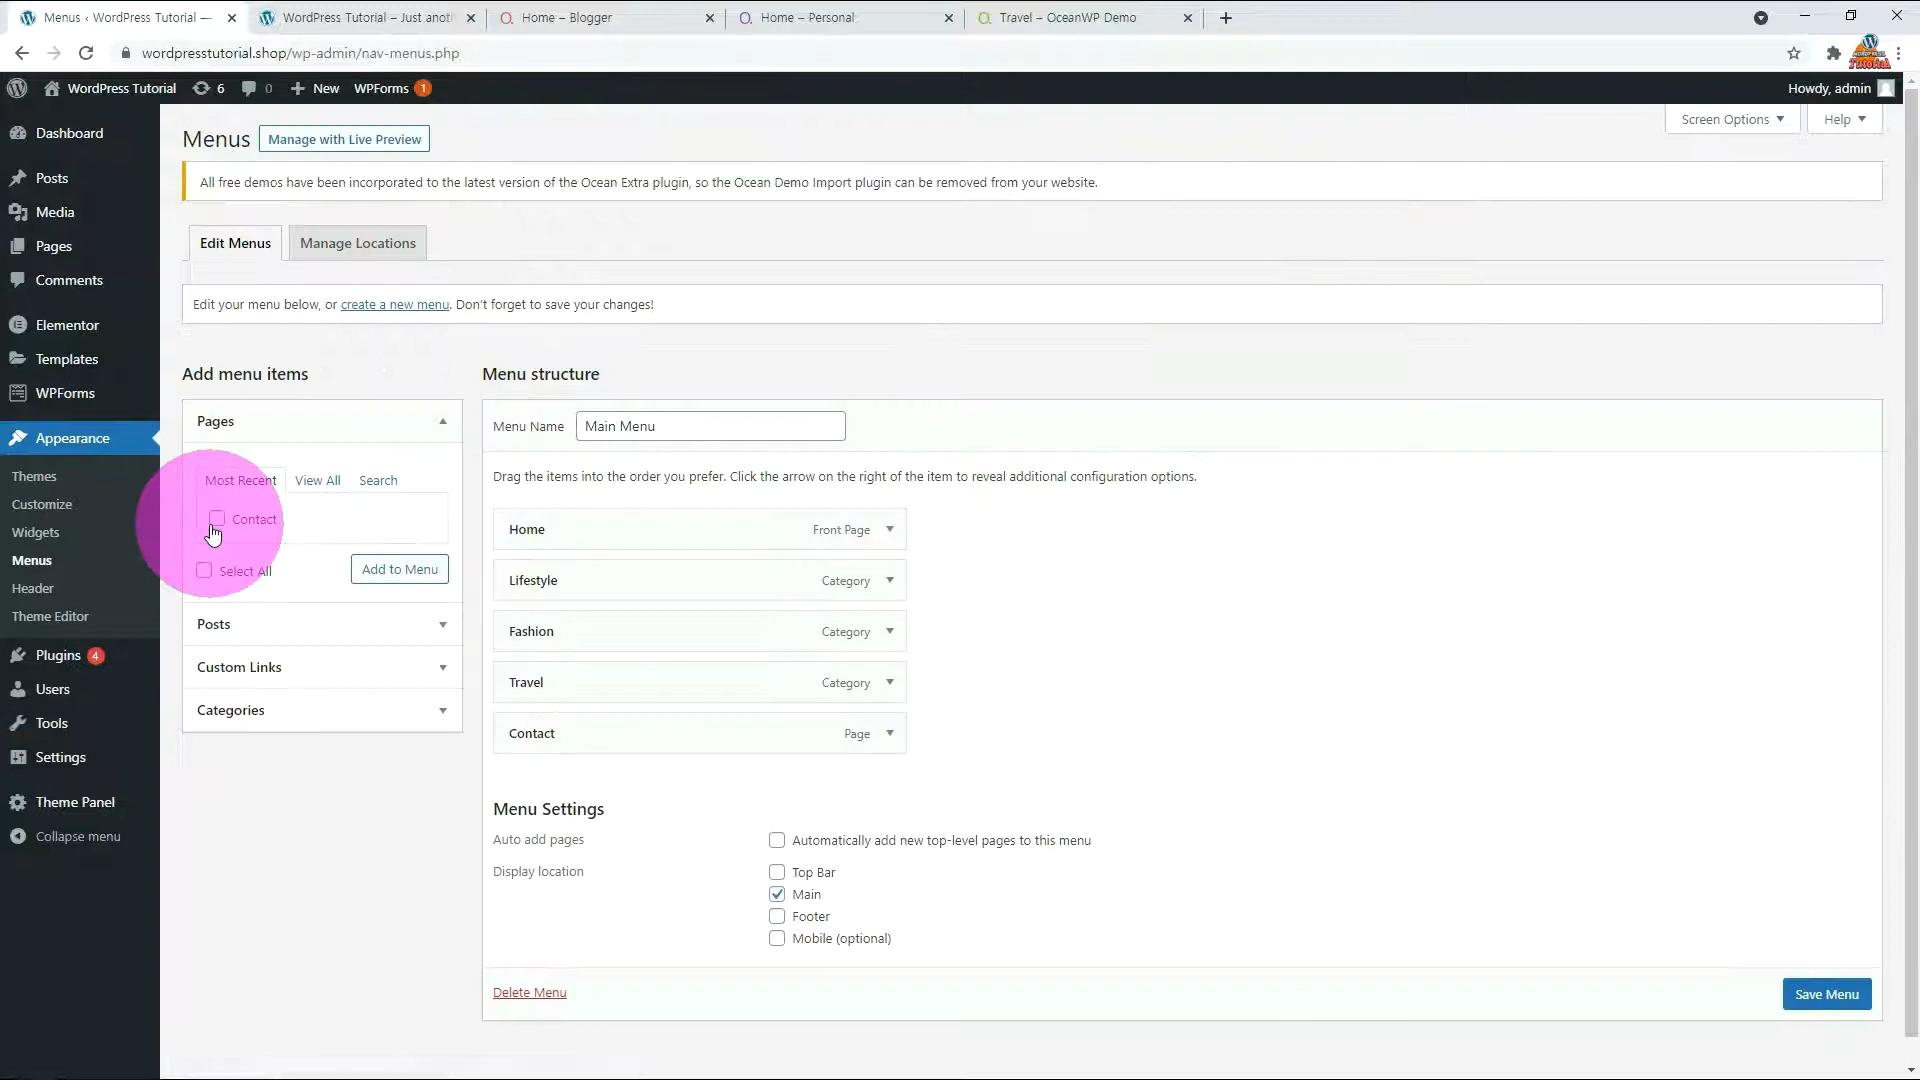 Menus ‹ WordPress Tutorial —
WordPress Tutorial – Just anot
Home – Blogger
Home – Personal
Travel – OceanWP Demo
wordpresstutorial.shop/wp-admin/nav-menus.php
WordPress Tutorial
6
0
New
WPForms 1
Howdy, admin
Dashboard
Posts
Media
Pages
Comments
Elementor
Templates
WPForms
Appearance
Themes
Customize
Widgets
Menus
Header
Theme Editor
Plugins 4
Users
Tools
Settings
Theme Panel
Collapse menu
Screen Options
Help
Menus
Manage with Live Preview
All free demos have been incorporated to the latest version of the Ocean Extra plugin, so the Ocean Demo Import plugin can be removed from your website.
Edit Menus
Manage Locations
Edit your menu below, or create a new menu. Don't forget to save your changes!
Add menu items
Pages
Most Recent
View All
Search
Contact
Select All
Add to Menu
Posts
Custom Links
Categories
Menu structure
Menu Name
Main Menu
Drag the items into the order you prefer. Click the arrow on the right of the item to reveal additional configuration options.
Home Front Page
Lifestyle Category
Fashion Category
Travel Category
Contact Page
Menu Settings
Auto add pages
Automatically add new top-level pages to this menu
Display location
Top Bar
Main
Footer
Mobile (optional)
Delete Menu
Save Menu